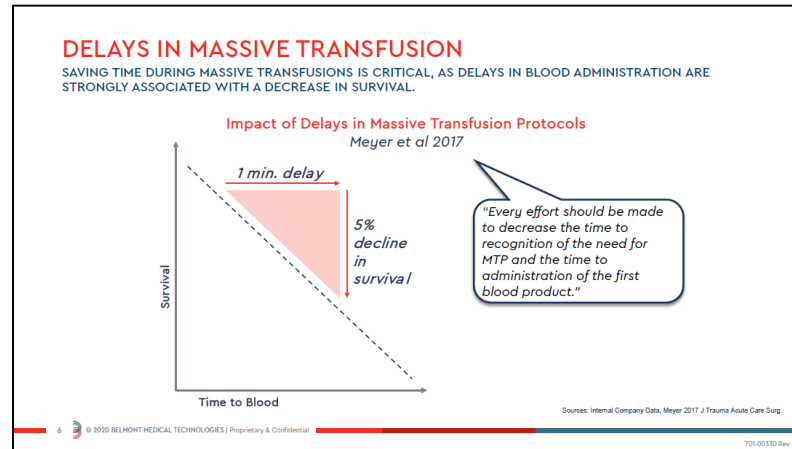 DELAYS IN MASSIVE TRANSFUSION
SAVING TIME DURING MASSIVE TRANSFUSIONS IS CRITICAL, AS DELAYS IN BLOOD ADMINISTRATION ARE
STRONGLY ASSOCIATED WITH A DECREASE IN SURVIVAL.
Impact of Delays in Massive Transfusion Protocols
Meyer et al 2017
1 min. delay
5%
decline
in
survival
"Every effort should be made
to decrease the time to
recognition of the need for
MTP and the time to
administration of the first
blood product."
Survival
Time to Blood
Sources: Internal Company Data, Meyer 2017 J Trauma Acute Care Surg.
6 © 2020 BELMONT MEDICAL TECHNOLOGIES | Proprietary & Confidential
701-00330 Rev